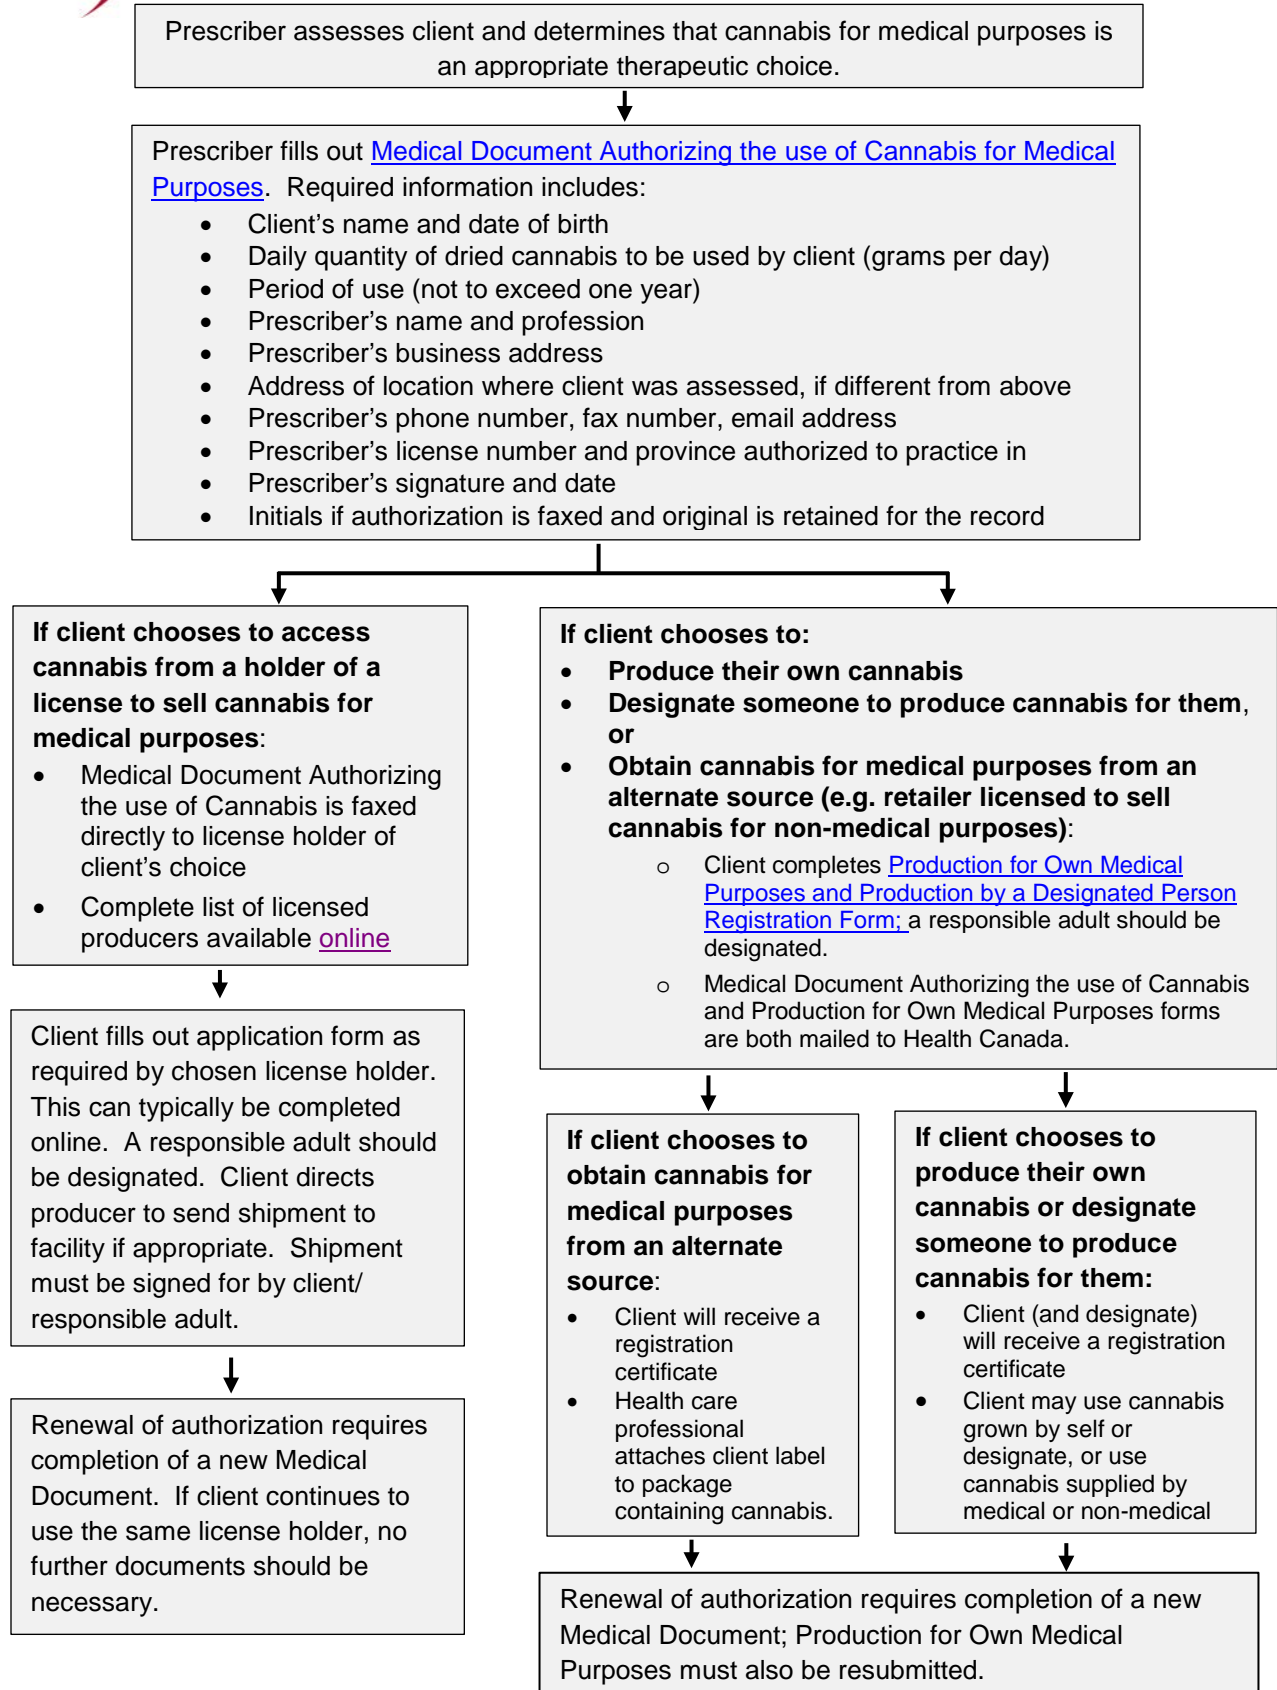 Prescriber assesses client and determines that cannabis for medical purposes is
an appropriate therapeutic choice.
Prescriber fills out Medical Document Authorizing the use of Cannabis for Medical
Purposes.  Required information includes:
• Client’s name and date of birth
• Daily quantity of dried cannabis to be used by client (grams per day)
• Period of use (not to exceed one year)
• Prescriber’s name and profession
• Prescriber’s business address
• Address of location where client was assessed, if different from above
• Prescriber’s phone number, fax number, email address
• Prescriber’s license number and province authorized to practice in
• Prescriber’s signature and date
• Initials if authorization is faxed and original is retained for the record
If client chooses to access
cannabis from a holder of a
license to sell cannabis for
medical purposes:
• Medical Document Authorizing
the use of Cannabis is faxed
directly to license holder of
client’s choice
• Complete list of licensed
producers available online
Client fills out application form as
required by chosen license holder.
This can typically be completed
online.  A responsible adult should
be designated.  Client directs
producer to send shipment to
facility if appropriate.  Shipment
must be signed for by client/
responsible adult.
Renewal of authorization requires
completion of a new Medical
Document.  If client continues to
use the same license holder, no
further documents should be
necessary.
If client chooses to:
• Produce their own cannabis
• Designate someone to produce cannabis for them,
or
• Obtain cannabis for medical purposes from an
alternate source (e.g. retailer licensed to sell
cannabis for non-medical purposes):
o Client completes Production for Own Medical
Purposes and Production by a Designated Person
Registration Form; a responsible adult should be
designated.
o Medical Document Authorizing the use of Cannabis
and Production for Own Medical Purposes forms
are both mailed to Health Canada.
If client chooses to
obtain cannabis for
medical purposes
from an alternate
source:
• Client will receive a
registration
certificate
• Health care
professional
attaches client label
to package
containing cannabis.
If client chooses to
produce their own
cannabis or designate
someone to produce
cannabis for them:
• Client (and designate)
will receive a registration
certificate
• Client may use cannabis
grown by self or
designate, or use
cannabis supplied by
medical or non-medical
Renewal of authorization requires completion of a new
Medical Document; Production for Own Medical
Purposes must also be resubmitted.